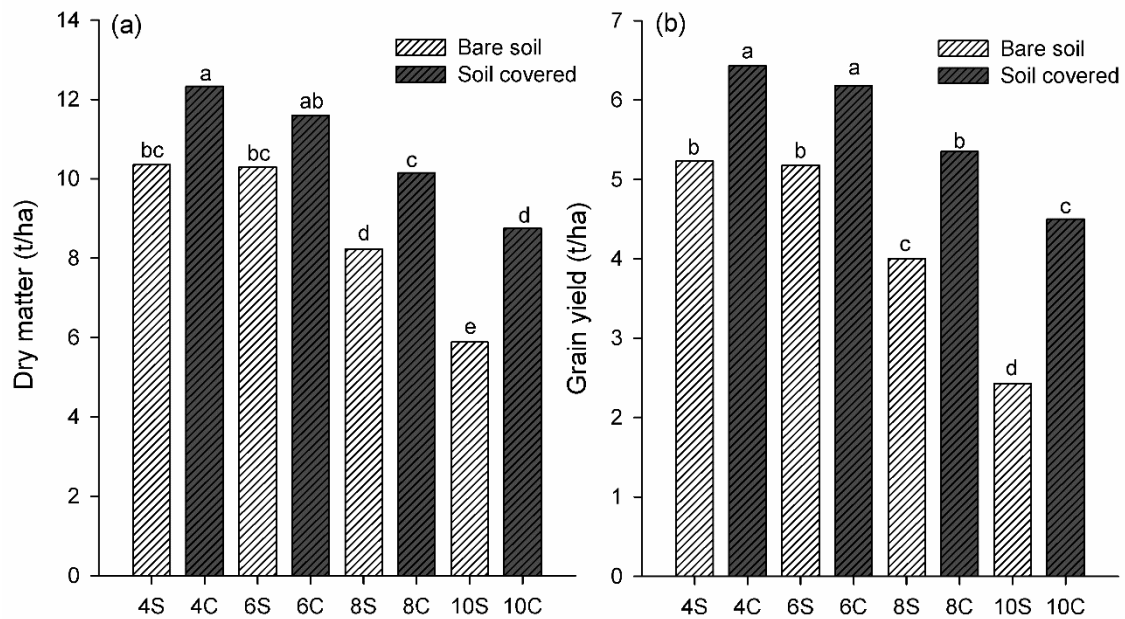 (a)
Bare soil
Soil covered
Dry matter (t/ha)
14
12
10
8
6
4
2
0
bc
a
bc
ab
d
c
e
d
4S 4C 6S 6C 8S 8C 10S 10C
(b)
Bare soil
Soil covered
Grain yield (t/ha)
7
6
5
4
3
2
1
0
b
a
b
a
c
b
d
c
4S 4C 6S 6C 8S 8C 10S 10C